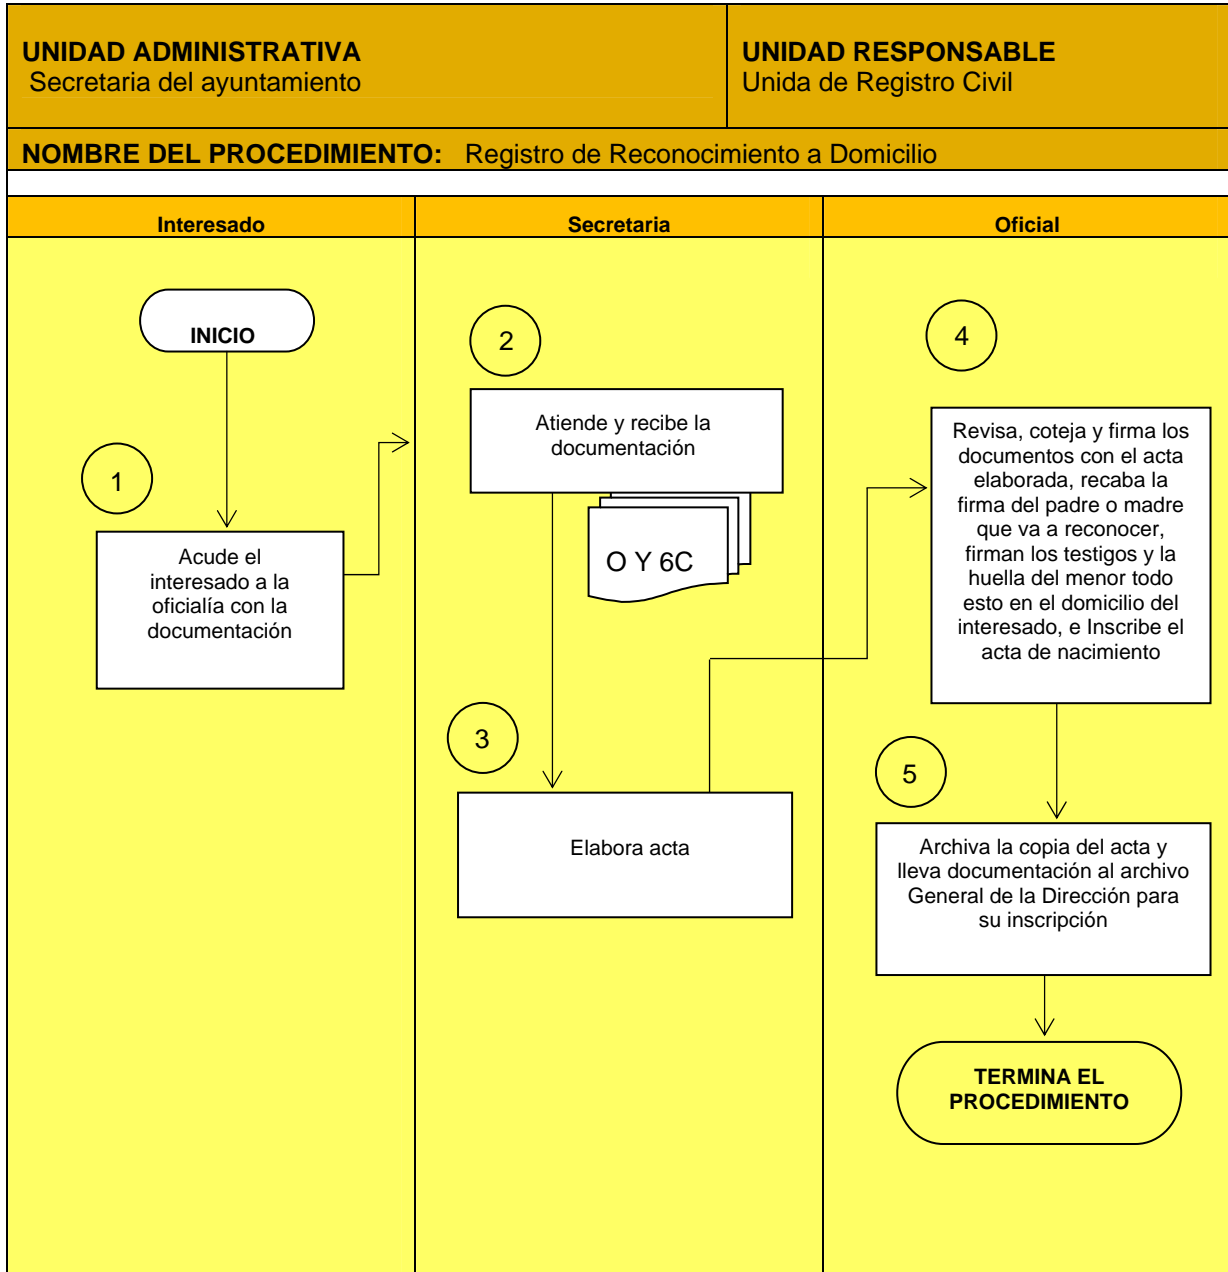 UNIDAD ADMINISTRATIVA
Secretaria del ayuntamiento
UNIDAD RESPONSABLE
Unida de Registro Civil
NOMBRE DEL PROCEDIMIENTO: Registro de Reconocimiento a Domicilio
Interesado
Secretaria
Oficial
INICIO
1
Acude el
interesado a la
oficialía con la
documentación
2
Atiende y recibe la
documentación
O Y 6C
3
Elabora acta
4
Revisa, coteja y firma los
documentos con el acta
elaborada, recaba la
firma del padre o madre
que va a reconocer,
firman los testigos y la
huella del menor todo
esto en el domicilio del
interesado, e Inscribe el
acta de nacimiento
5
Archiva la copia del acta y
lleva documentación al archivo
General de la Dirección para
su inscripción
TERMINA EL
PROCEDIMIENTO